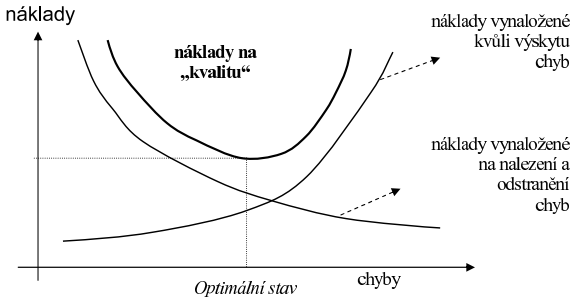 náklady
náklady vynaložené
kvůli výskytu
chyb
náklady na
„kvalitu“
náklady vynaložené
na nalezení a
odstranění
chyb
chyby
Optimální stav